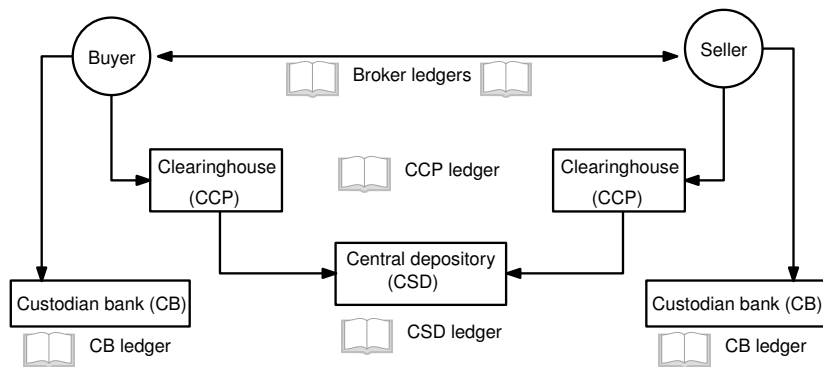 Buyer
Seller
Broker ledgers
Clearinghouse
(CCP)
CCP ledger
Clearinghouse
(CCP)
Central depository
(CSD)
Custodian bank (CB)
Custodian bank (CB)
CB ledger
CSD ledger
CB ledger